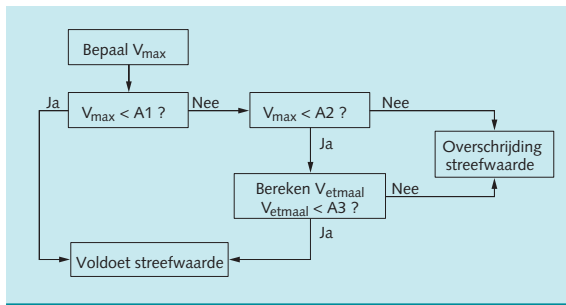 Bepaal Vmax
Ja
Vmax < A1 ?
Nee
Vmax < A2 ?
Nee
Ja
Overschrijding
streefwaarde
Bereken Vetmaal
Vetmaal < A3 ?
Nee
Ja
Voldoet streefwaarde